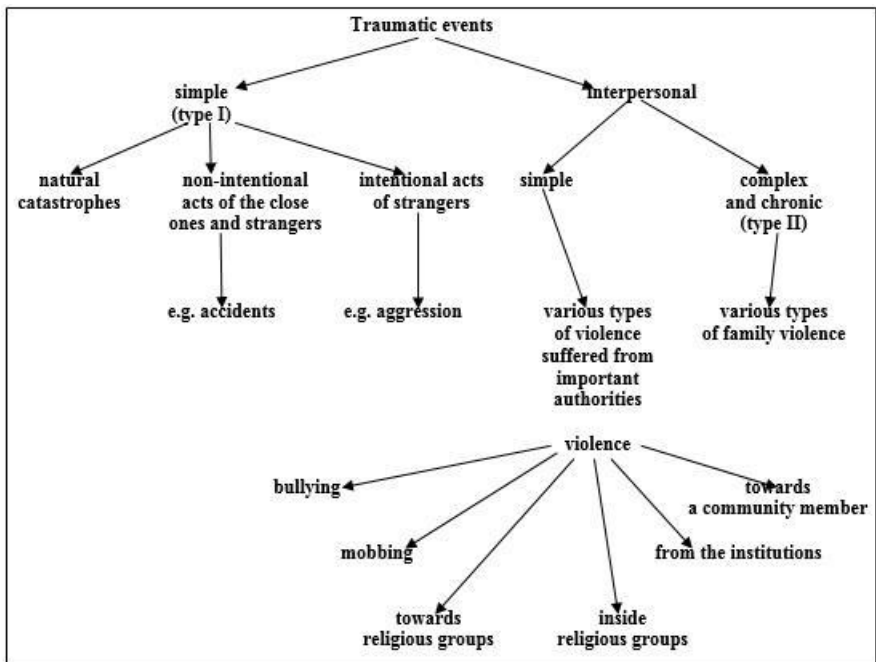 Traumatic events
simple
(type I)
interpersonal
natural
catastrophes
non-intentional
acts of the close
ones and strangers
intentional acts
of strangers
simple
complex
and chronic
(type II)
e.g. accidents
e.g. aggression
various types
of violence
suffered from
important
authorities
various types
of family violence
violence
bullying
towards
a community member
mobbing
from the institutions
towards
religious groups
inside
religious groups